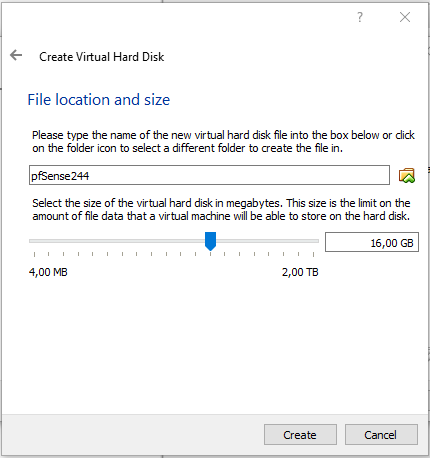 ?
Create Virtual Hard Disk
File location and size
Please type the name of the new virtual hard disk file into the box below or click
on the folder icon to select a different folder to create the file in.
pfSense244
Select the size of the virtual hard disk in megabytes. This size is the limit on the
amount of file data that a virtual machine will be able to store on the hard disk.
16,00 GB
4,00 MB 2,00 TB
Create Cancel